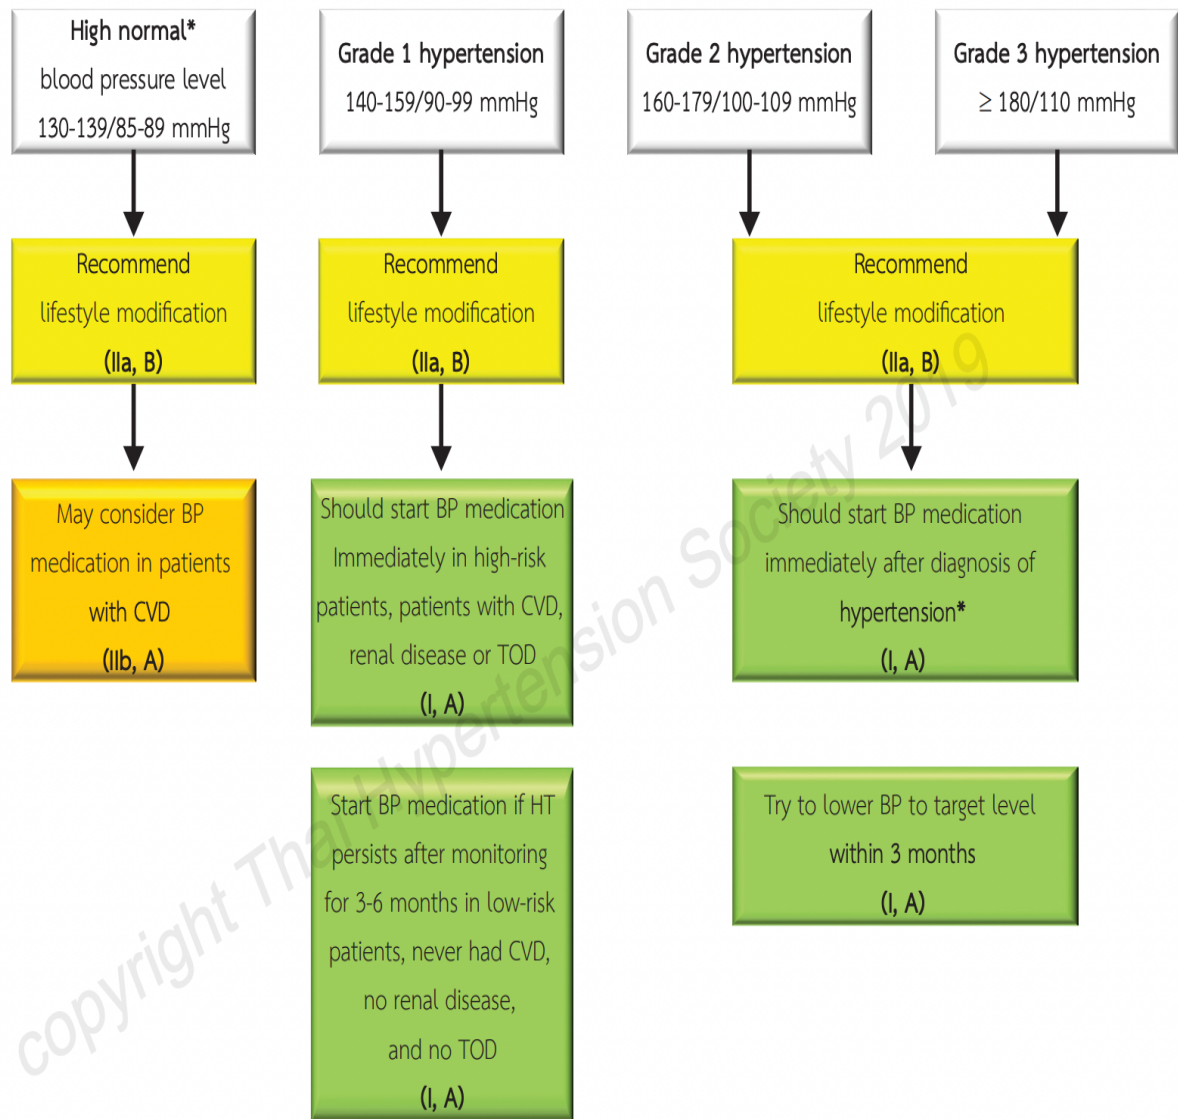 High normal*
blood pressure level
130-139/85-89 mmHg
Grade 1 hypertension
140-159/90-99 mmHg
Grade 2 hypertension
160-179/100-109 mmHg
Grade 3 hypertension
≥ 180/110 mmHg
Recommend
lifestyle modification
(IIa, B)
Recommend
lifestyle modification
(IIa, B)
Recommend
lifestyle modification
(IIa, B)
May consider BP
medication in patients
with CVD
(IIb, A)
Should start BP medication
Immediately in high-risk
patients, patients with CVD,
renal disease or TOD
(I, A)
Should start BP medication
immediately after diagnosis of
hypertension*
(I, A)
Start BP medication if HT
persists after monitoring
for 3-6 months in low-risk
patients, never had CVD,
no renal disease,
and no TOD
(I, A)
Try to lower BP to target level
within 3 months
(I, A)
copyright Thai Hypertension Society 2019